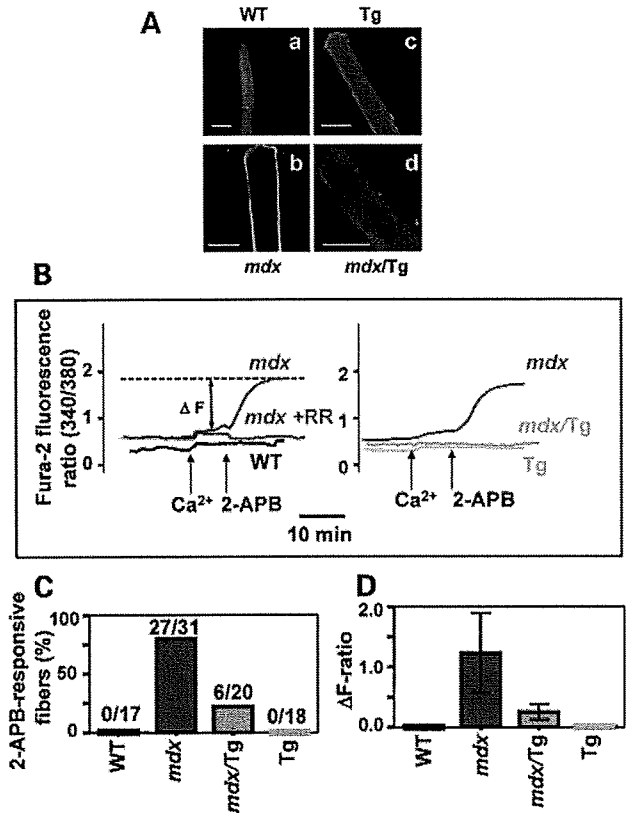 A
WT
Tg
a
c
b
d
mdx
mdx/Tg
B
Fura-2 fluorescence
ratio (340/380)
2
1
0
mdx
Δ F
mdx +RR
WT
Ca2+
2-APB
2
1
0
mdx
mdx/Tg
Tg
Ca2+
2-APB
10 min
C
2-APB-responsive
fibers (%)
100
50
0
0/17
27/31
6/20
0/18
WT
mdx
mdx/Tg
Tg
D
ΔF-ratio
2.0
1.0
0.0
WT
mdx
mdx/Tg
Tg